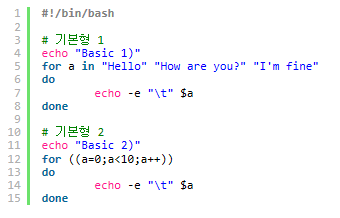 1 #!/bin/bash
2
3 # 기본형 1
4 echo "Basic 1)"
5 for a in "Hello" "How are you?" "I'm fine"
6 do
7 echo -e "\t" $a
8 done
9
10 # 기본형 2
11 echo "Basic 2)"
12 for ((a=0;a<10;a++))
13 do
14 echo -e "\t" $a
15 done